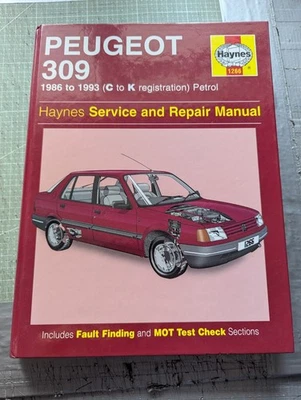 PEUGEOT
309
Haynes
1266
1986 to 1993 (C to K registration) Petrol
Haynes Service and Repair Manual
1266
Includes Fault Finding and MOT Test Check Sections